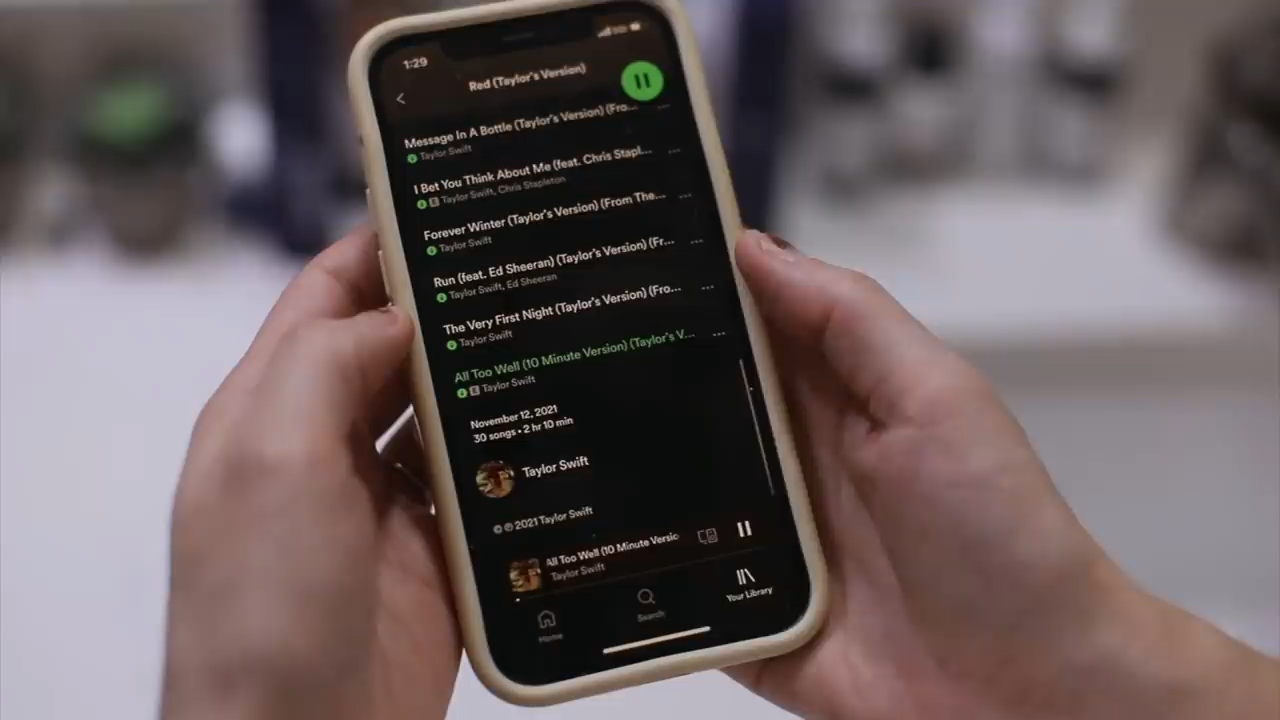 1:29
Red (Taylor's Version)
Message In A Bottle (Taylor's Version) (Fro...
Taylor Swift
I Bet You Think About Me (feat. Chris Stapl...
E Taylor Swift, Chris Stapleton
Forever Winter (Taylor's Version) (From The...
Taylor Swift
Run (feat. Ed Sheeran) (Taylor's Version) (Fr...
Taylor Swift, Ed Sheeran
The Very First Night (Taylor's Version) (Fro...
Taylor Swift
All Too Well (10 Minute Version) (Taylor's V...
E Taylor Swift
November 12, 2021
30 songs • 2 hr 10 min
Taylor Swift
© ℗ 2021 Taylor Swift
All Too Well (10 Minute Versic
Taylor Swift
Home
Search
Your Library